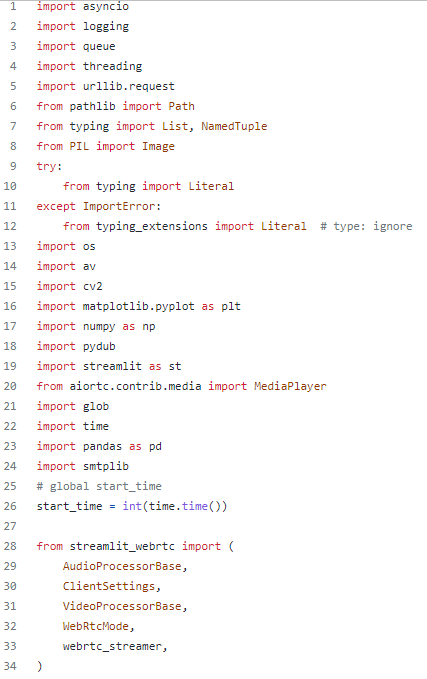 1 import asyncio
2 import logging
3 import queue
4 import threading
5 import urllib.request
6 from pathlib import Path
7 from typing import List, NamedTuple
8 from PIL import Image
9 try:
10     from typing import Literal
11 except ImportError:
12     from typing_extensions import Literal  # type: ignore
13 import os
14 import av
15 import cv2
16 import matplotlib.pyplot as plt
17 import numpy as np
18 import pydub
19 import streamlit as st
20 from aiortc.contrib.media import MediaPlayer
21 import glob
22 import time
23 import pandas as pd
24 import smtplib
25 # global start_time
26 start_time = int(time.time())
27
28 from streamlit_webrtc import (
29     AudioProcessorBase,
30     ClientSettings,
31     VideoProcessorBase,
32     WebRtcMode,
33     webrtc_streamer,
34 )